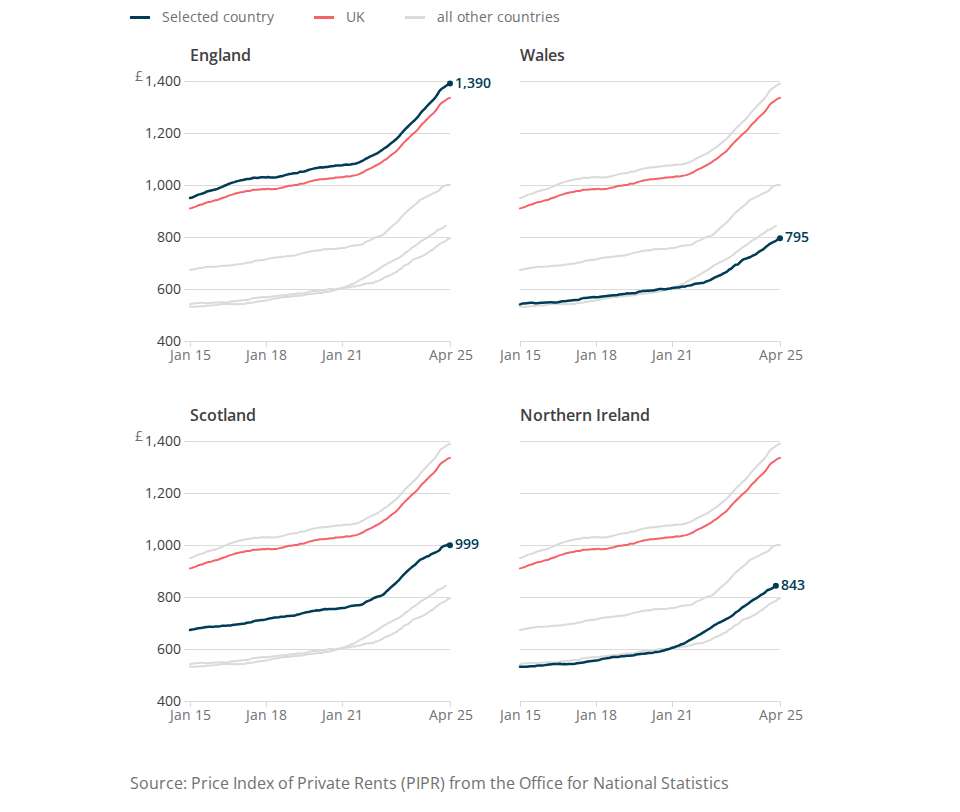 Selected country UK all other countries
England Wales
£ 1,400 1,390
1,200
1,000
800 795
600
400
Jan 15 Jan 18 Jan 21 Apr 25 Jan 15 Jan 18 Jan 21 Apr 25
Scotland Northern Ireland
£ 1,400
1,200
1,000 999
800 843
600
400
Jan 15 Jan 18 Jan 21 Apr 25 Jan 15 Jan 18 Jan 21 Apr 25
Source: Price Index of Private Rents (PIPR) from the Office for National Statistics